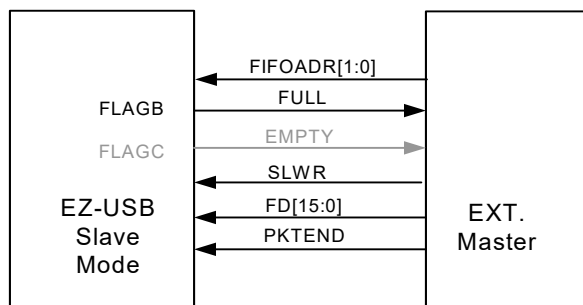 FIFOADR[1:0]
FLAGB
FULL
FLAGC
EMPTY
SLWR
FD[15:0]
PKTEND
EZ-USB
Slave
Mode
EXT.
Master